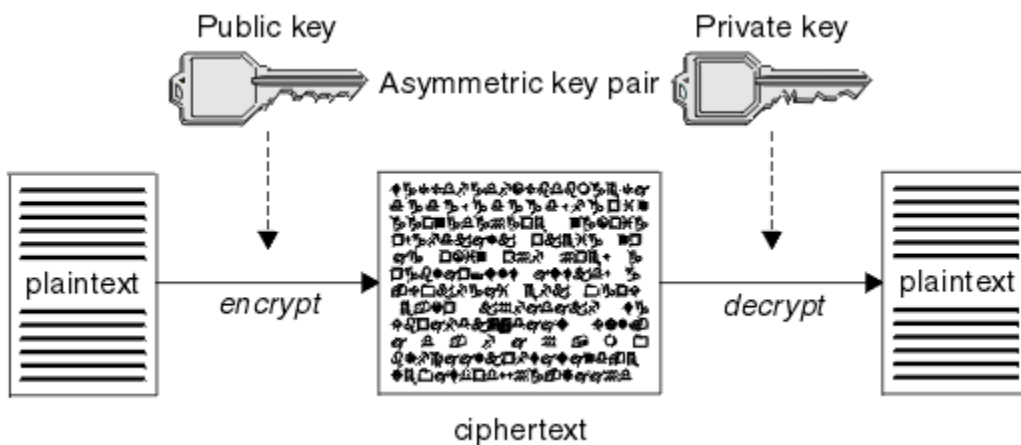 Public key
Private key
Asymmetric key pair
plaintext
encrypt
decrypt
plaintext
ciphertext